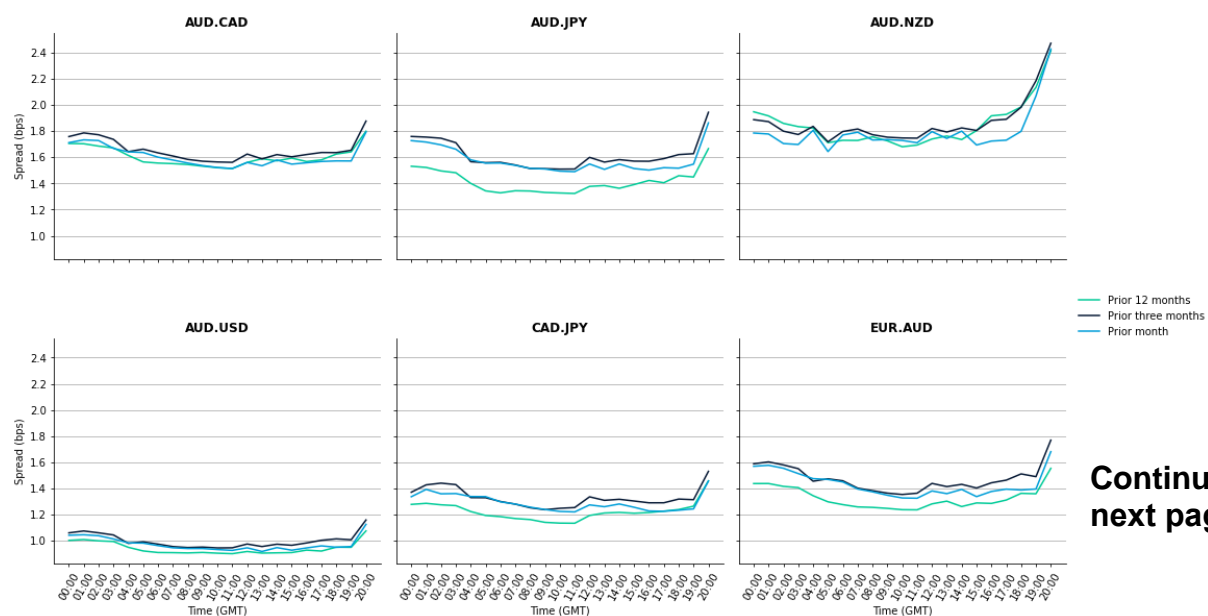 AUD.CAD
AUD.JPY
AUD.NZD
Spread (bps)
2.4
2.2
2.0
1.8
1.6
1.4
1.2
1.0
Prior 12 months
Prior three months
Prior month
AUD.USD
CAD.JPY
EUR.AUD
Spread (bps)
2.4
2.2
2.0
1.8
1.6
1.4
1.2
1.0
Continu
next pag
00:00 01:00 02:00 03:00 04:00 05:00 06:00 07:00 08:00 09:00 10:00 11:00 12:00 13:00 14:00 15:00 16:00 17:00 18:00 19:00 20:00
Time (GMT)
00:00 01:00 02:00 03:00 04:00 05:00 06:00 07:00 08:00 09:00 10:00 11:00 12:00 13:00 14:00 15:00 16:00 17:00 18:00 19:00 20:00
Time (GMT)
00:00 01:00 02:00 03:00 04:00 05:00 06:00 07:00 08:00 09:00 10:00 11:00 12:00 13:00 14:00 15:00 16:00 17:00 18:00 19:00 20:00
Time (GMT)